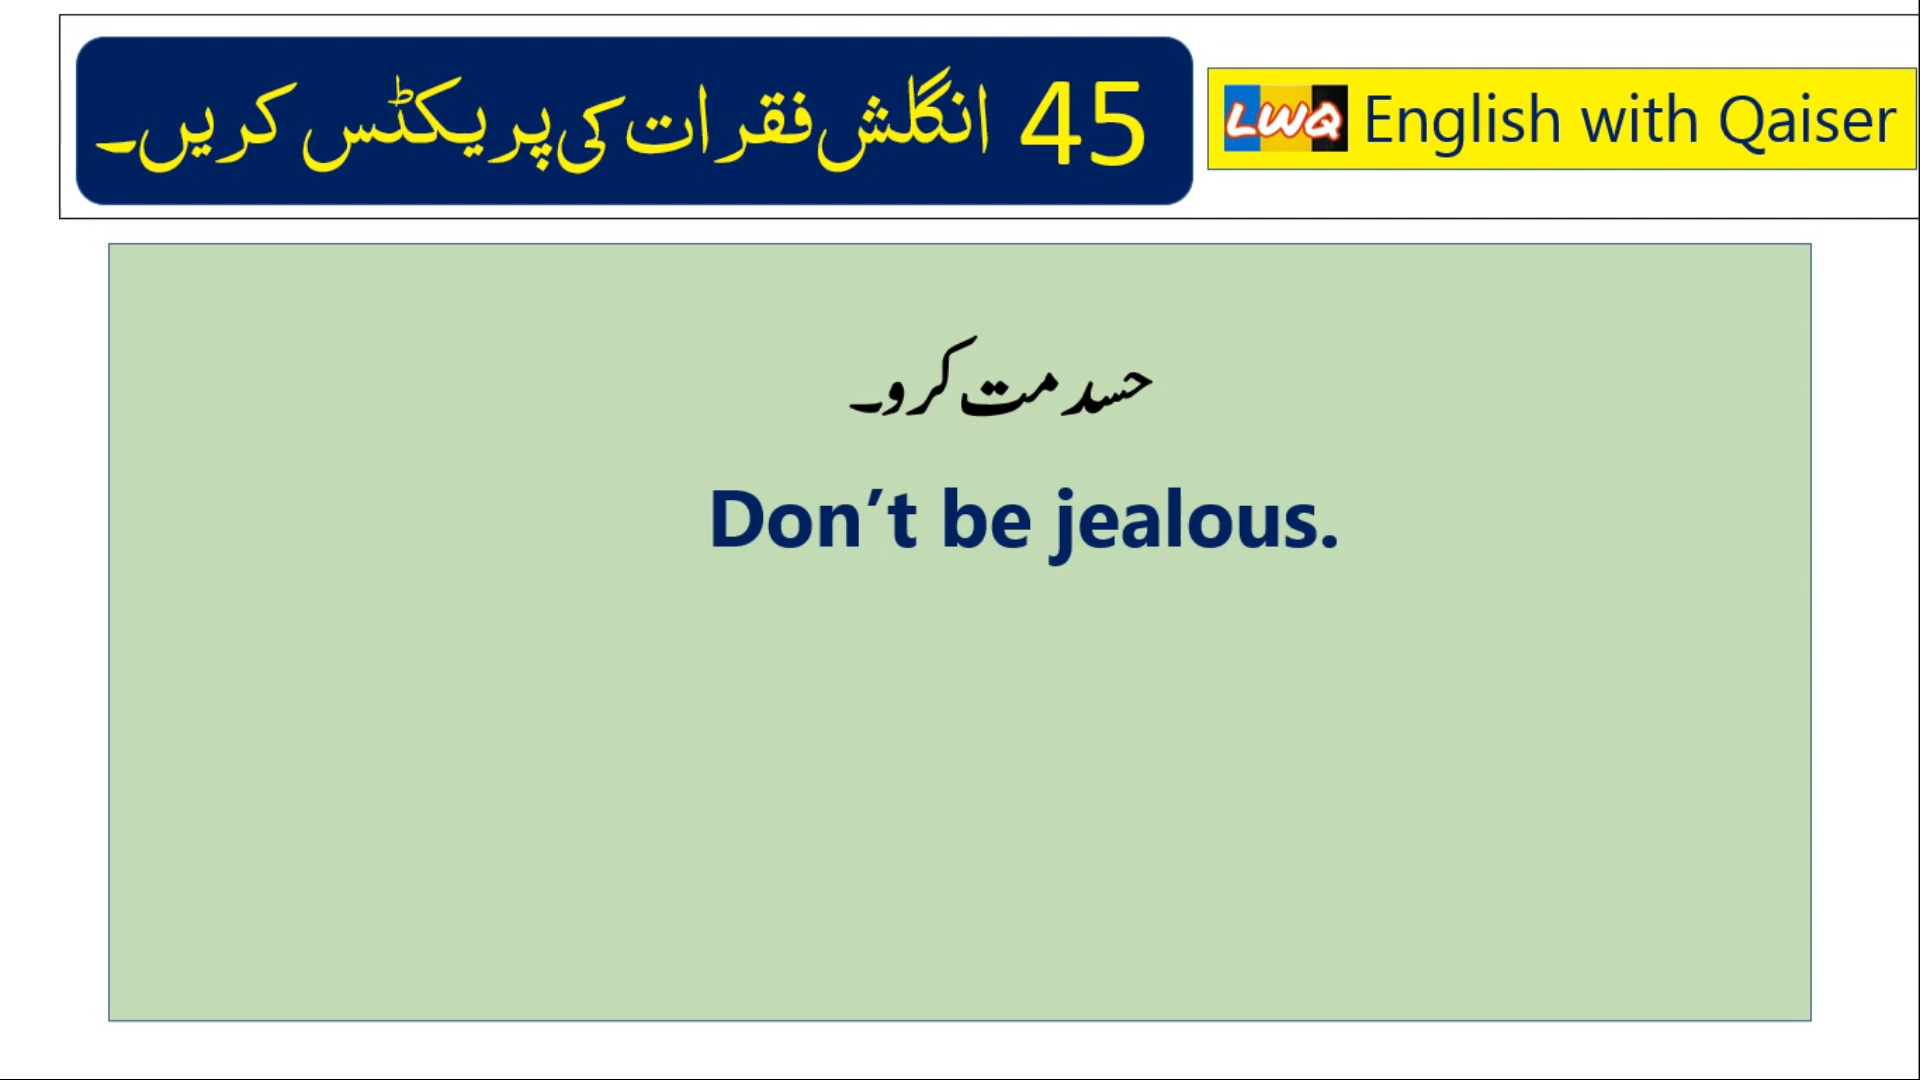 45 انگلش فقرات کی پریکٹس کریں۔
LWQ English with Qaiser
حسد مت کرو۔
Don’t be jealous.